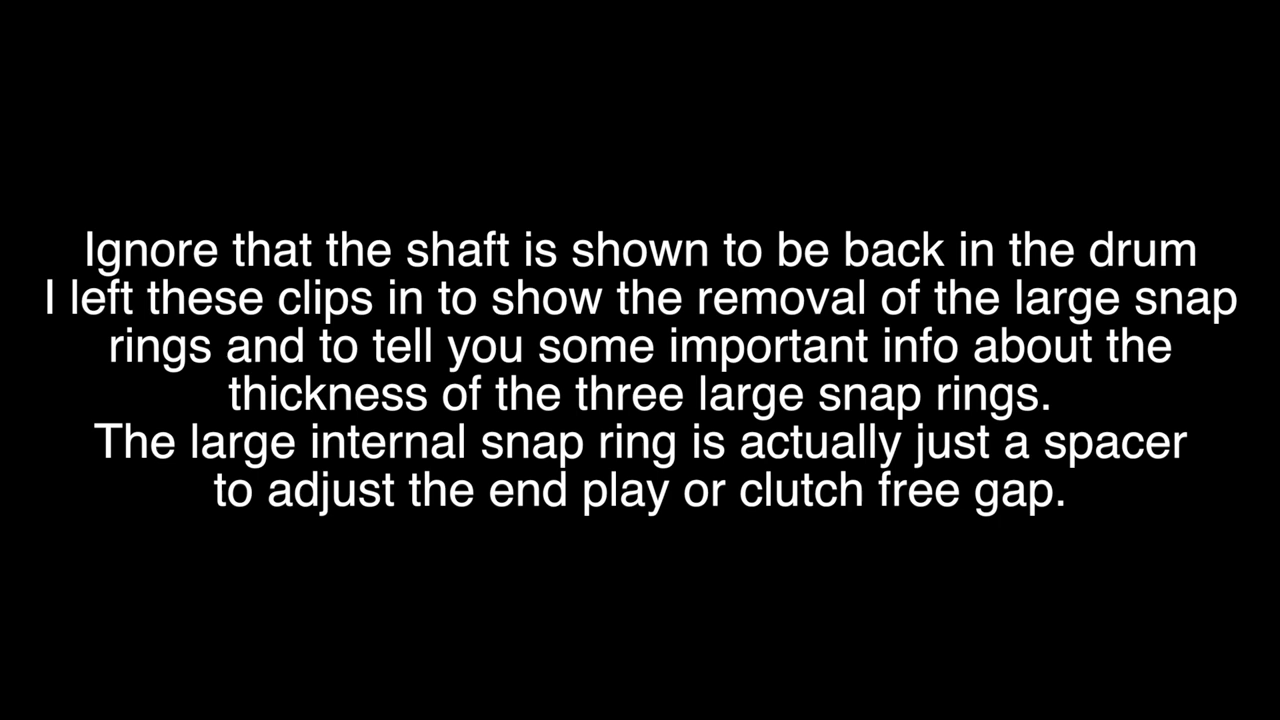 Ignore that the shaft is shown to be back in the drum
I left these clips in to show the removal of the large snap
rings and to tell you some important info about the
thickness of the three large snap rings.
The large internal snap ring is actually just a spacer
to adjust the end play or clutch free gap.